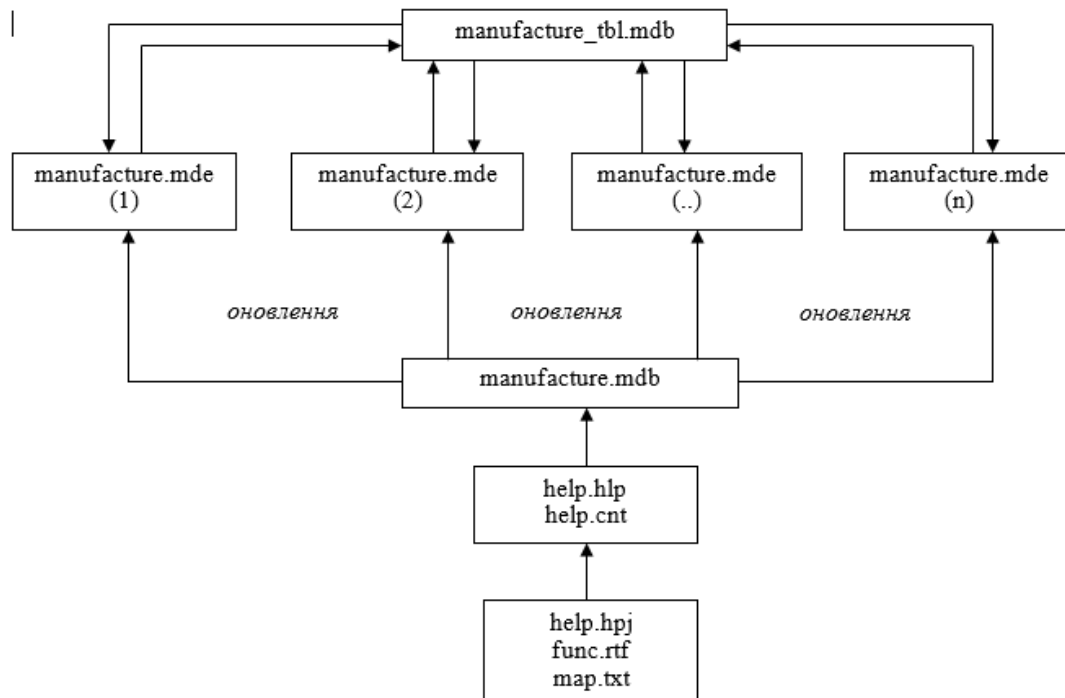 manufacture_tbl.mdb
manufacture.mde
(1)
manufacture.mde
(2)
manufacture.mde
(..)
manufacture.mde
(n)
оновлення
оновлення
оновлення
manufacture.mdb
help.hlp
help.cnt
help.hpj
func.rtf
map.txt